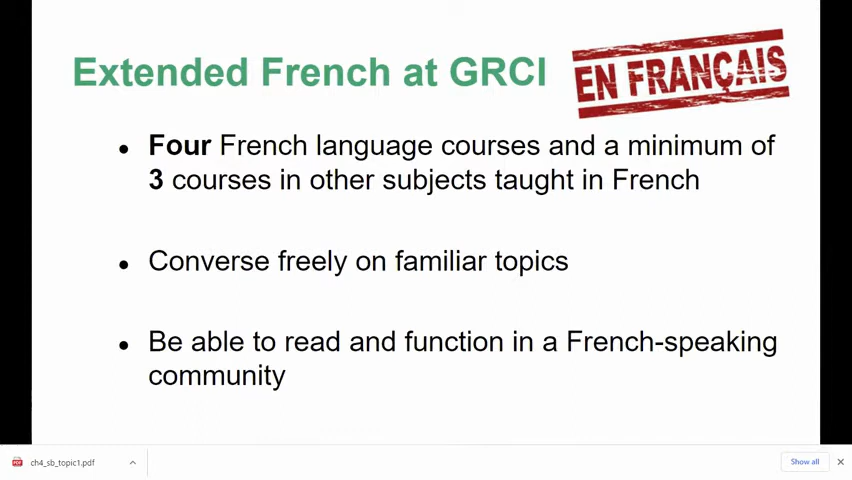 Extended French at GRCI
EN FRANÇAIS
• Four French language courses and a minimum of
3 courses in other subjects taught in French
• Converse freely on familiar topics
• Be able to read and function in a French-speaking
community
ch4_sb_topic1.pdf
Show all